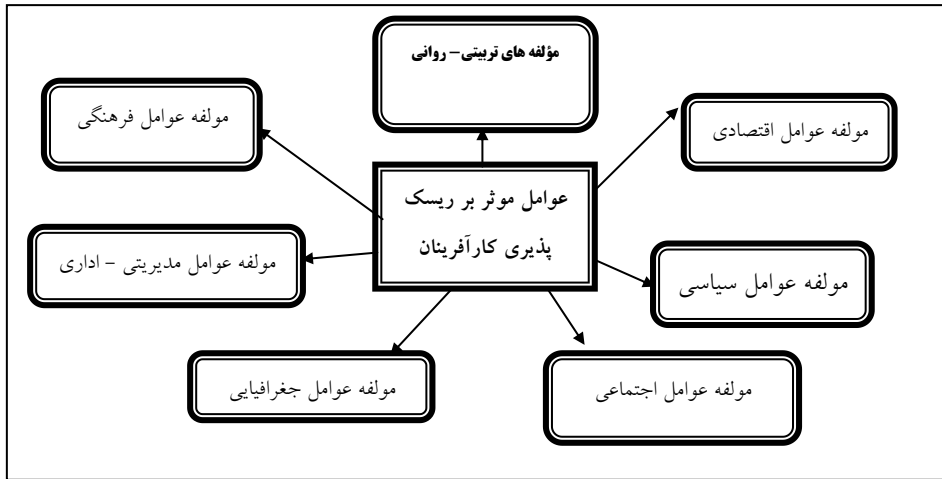 مؤلفه های تربیتی– روانی
مولفه عوامل اقتصادی
مولفه عوامل فرهنگی
عوامل موثر بر ریسک
پذیری کارآفرینان
مولفه عوامل سیاسی
مولفه عوامل مدیریتی – اداری
مولفه عوامل اجتماعی
مولفه عوامل جغرافیایی